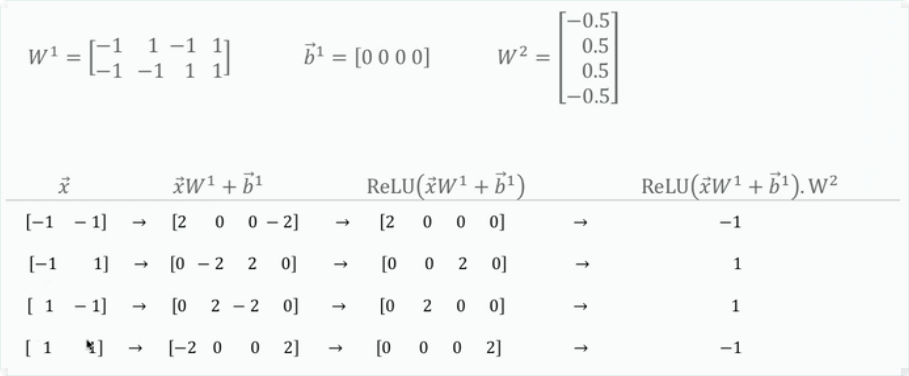 W¹ = [−1 1 −1 1] b⃗¹ = [0 0 0 0] W² = [−0.5]
[−1 −1 1 1] [0.5]
[0.5]
[−0.5]
x⃗ x⃗W¹ + b⃗¹ ReLU(x⃗W¹ + b⃗¹) ReLU(x⃗W¹ + b⃗¹).W²
[−1 − 1] → [2 0 0 − 2] → [2 0 0 0] → −1
[−1 1] → [0 − 2 2 0] → [0 0 2 0] → 1
[ 1 − 1] → [0 2 − 2 0] → [0 2 0 0] → 1
[ 1 1] → [−2 0 0 2] → [0 0 0 2] → −1